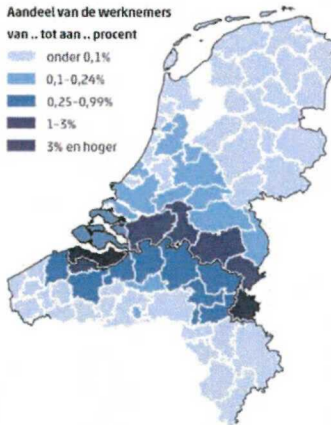 Aandeel van de werknemers
van .. tot aan .. procent
onder 0,1%
0,1-0,24%
0,25-0,99%
1-3%
3% en hoger